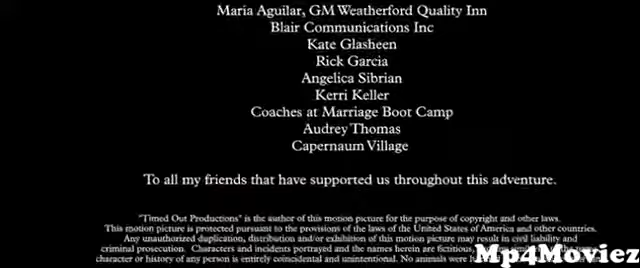 Maria Aguilar, GM Weatherford Quality Inn
Blair Communications Inc
Kate Glasheen
Rick Garcia
Angelica Sibrian
Kerri Keller
Coaches at Marriage Boot Camp
Audrey Thomas
Capernaum Village
To all my friends that have supported us throughout this adventure.
"Timed Out Productions" is the author of this motion picture for the purpose of copyright and other laws.
This motion picture is protected pursuant to the provisions of the laws of the United States of America and other countries.
Any unauthorized duplication, distribution and/or exhibition of this motion picture may result in civil liability and
criminal prosecution. Characters and incidents portrayed and the names herein are fictitious,
character or history of any person is entirely coincidental and unintentional. No animals were
Mp4Moviez